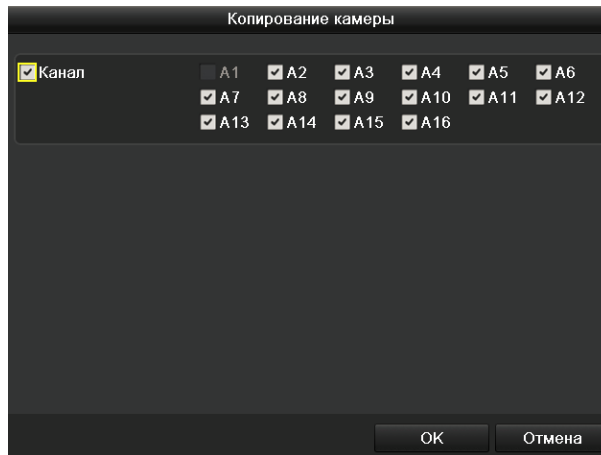 Копирование камеры
Канал A1 A2 A3 A4 A5 A6
A7 A8 A9 A10 A11 A12
A13 A14 A15 A16
OK Отмена